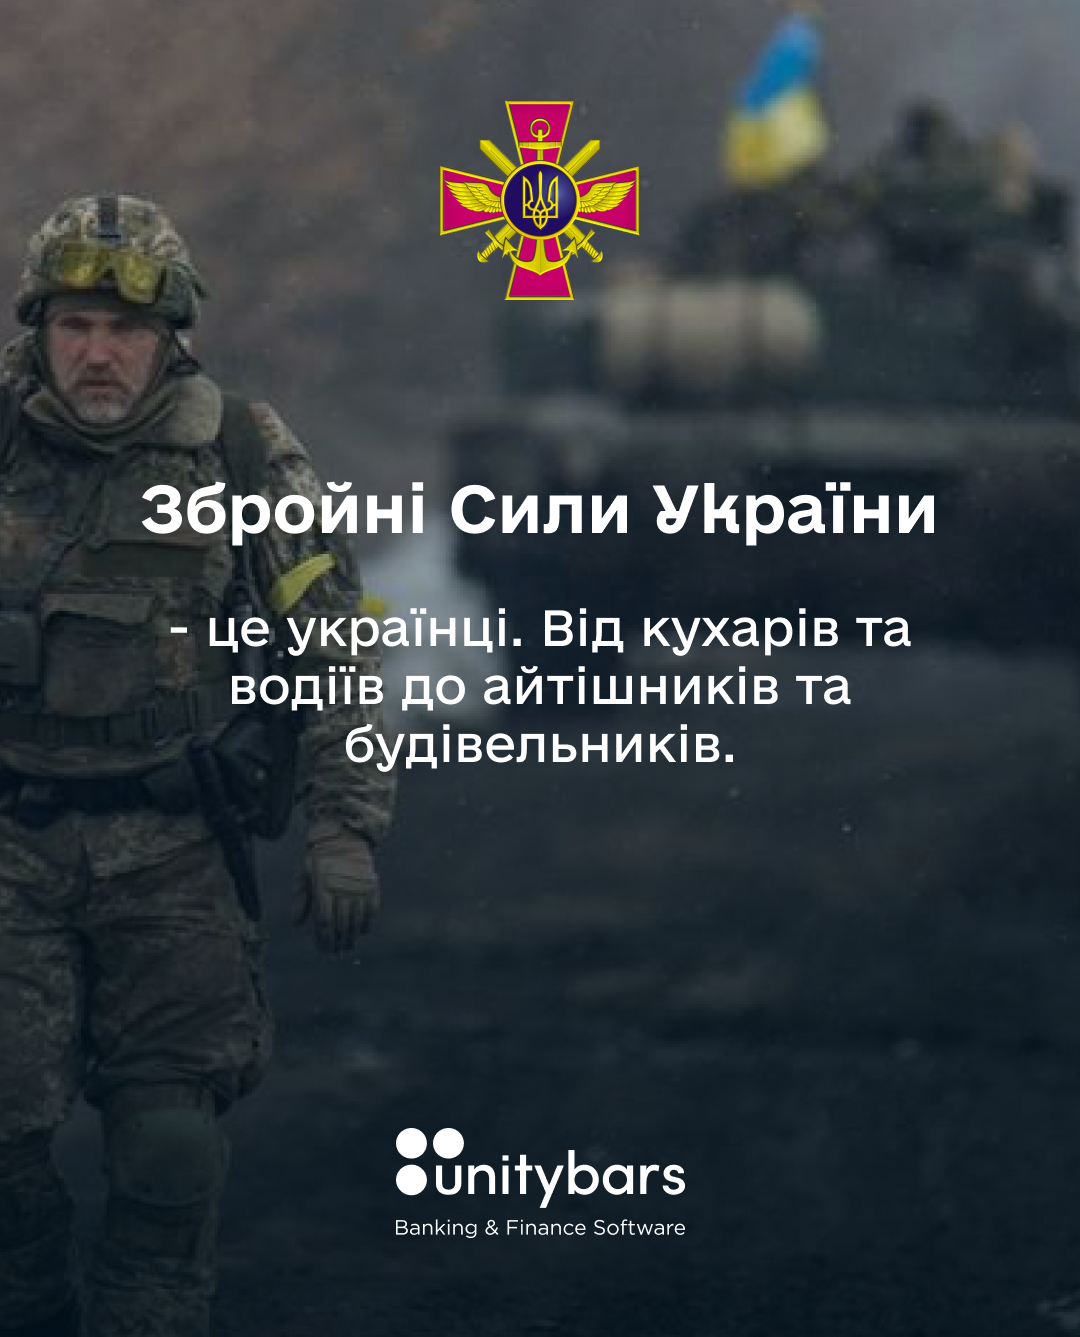 Збройні Сили України
- це українці. Від кухарів та
водіїв до айтішників та
будівельників.
unitybars
Banking & Finance Software